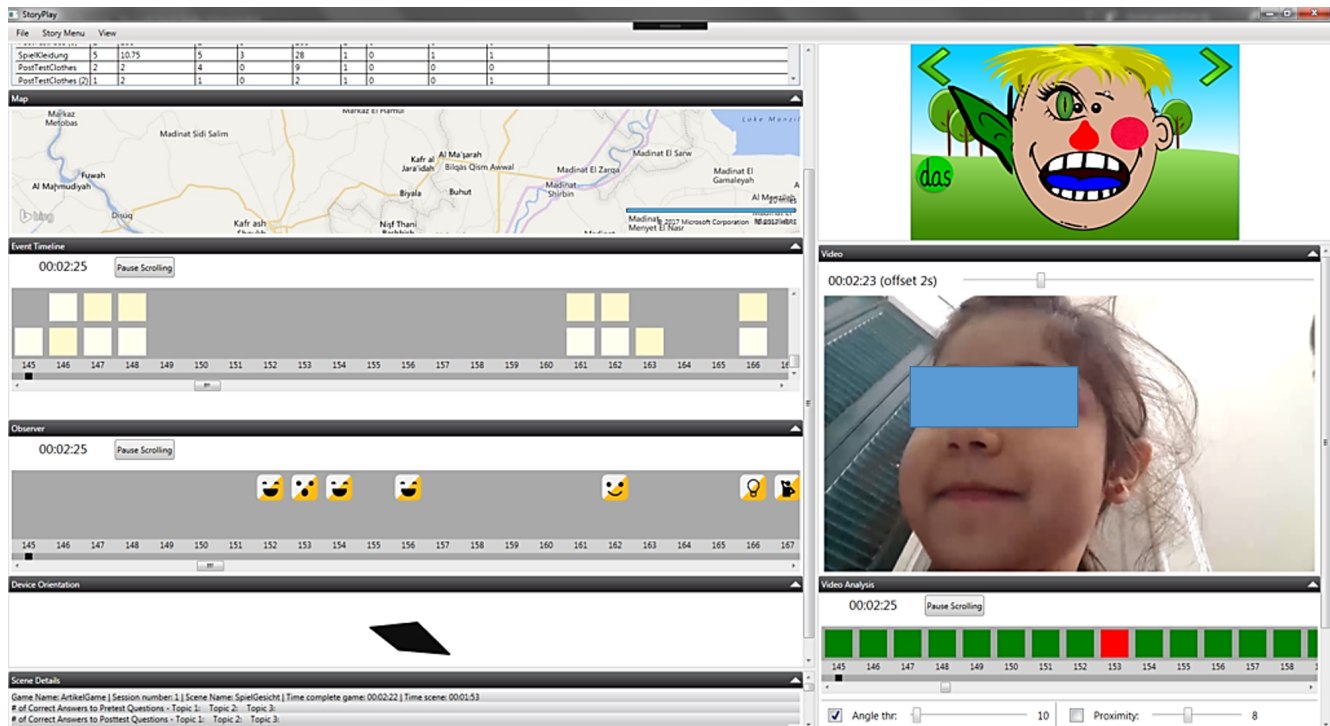 StoryPlay
File Story Menu View
SpielKleidung 5 10.75 5 3 28 1 0 1 1
PostTestClothes 2 2 4 0 9 1 0 0 0
PostTestClothes (2) 1 2 1 0 2 1 0 0 1
Map
Markaz El Hamul
Markaz
Metobas
Lake Manzil
Madinat Sidi Salim
Kafr al
Jara'idah
Al Ma'şarah
Bilqas Qism Awwal
Madinat El Sarw
Fuwah
Madinat El Zarqa
Madinat El
Gamaleyah
Al Maḩmudiyah
Biyala
Buhut
Madinat
Shirbin
bing
Disuq
Kafr ash
Nişf Thani
Madinat
Menyet El Nasr
© 2017 Microsoft Corporation
Event Timeline
00:02:25 Pause Scrolling
145 146 147 148 149 150 151 152 153 154 155 156 157 158 159 160 161 162 163 164 165 166
Observer
00:02:25 Pause Scrolling
145 146 147 148 149 150 151 152 153 154 155 156 157 158 159 160 161 162 163 164 165 166 167
Device Orientation
Scene Details
Game Name: ArtikelGame | Session number: 1 | Scene Name: SpielGesicht | Time complete game: 00:02:22 | Time scene: 00:01:53
# of Correct Answers to Pretest Questions - Topic 1: Topic 2: Topic 3:
# of Correct Answers to Posttest Questions - Topic 1: Topic 2: Topic 3:
das
Video
00:02:23 (offset 2s)
Video Analysis
00:02:25 Pause Scrolling
145 146 147 148 149 150 151 152 153 154 155 156 157 158
Angle thr: 10 Proximity: 8